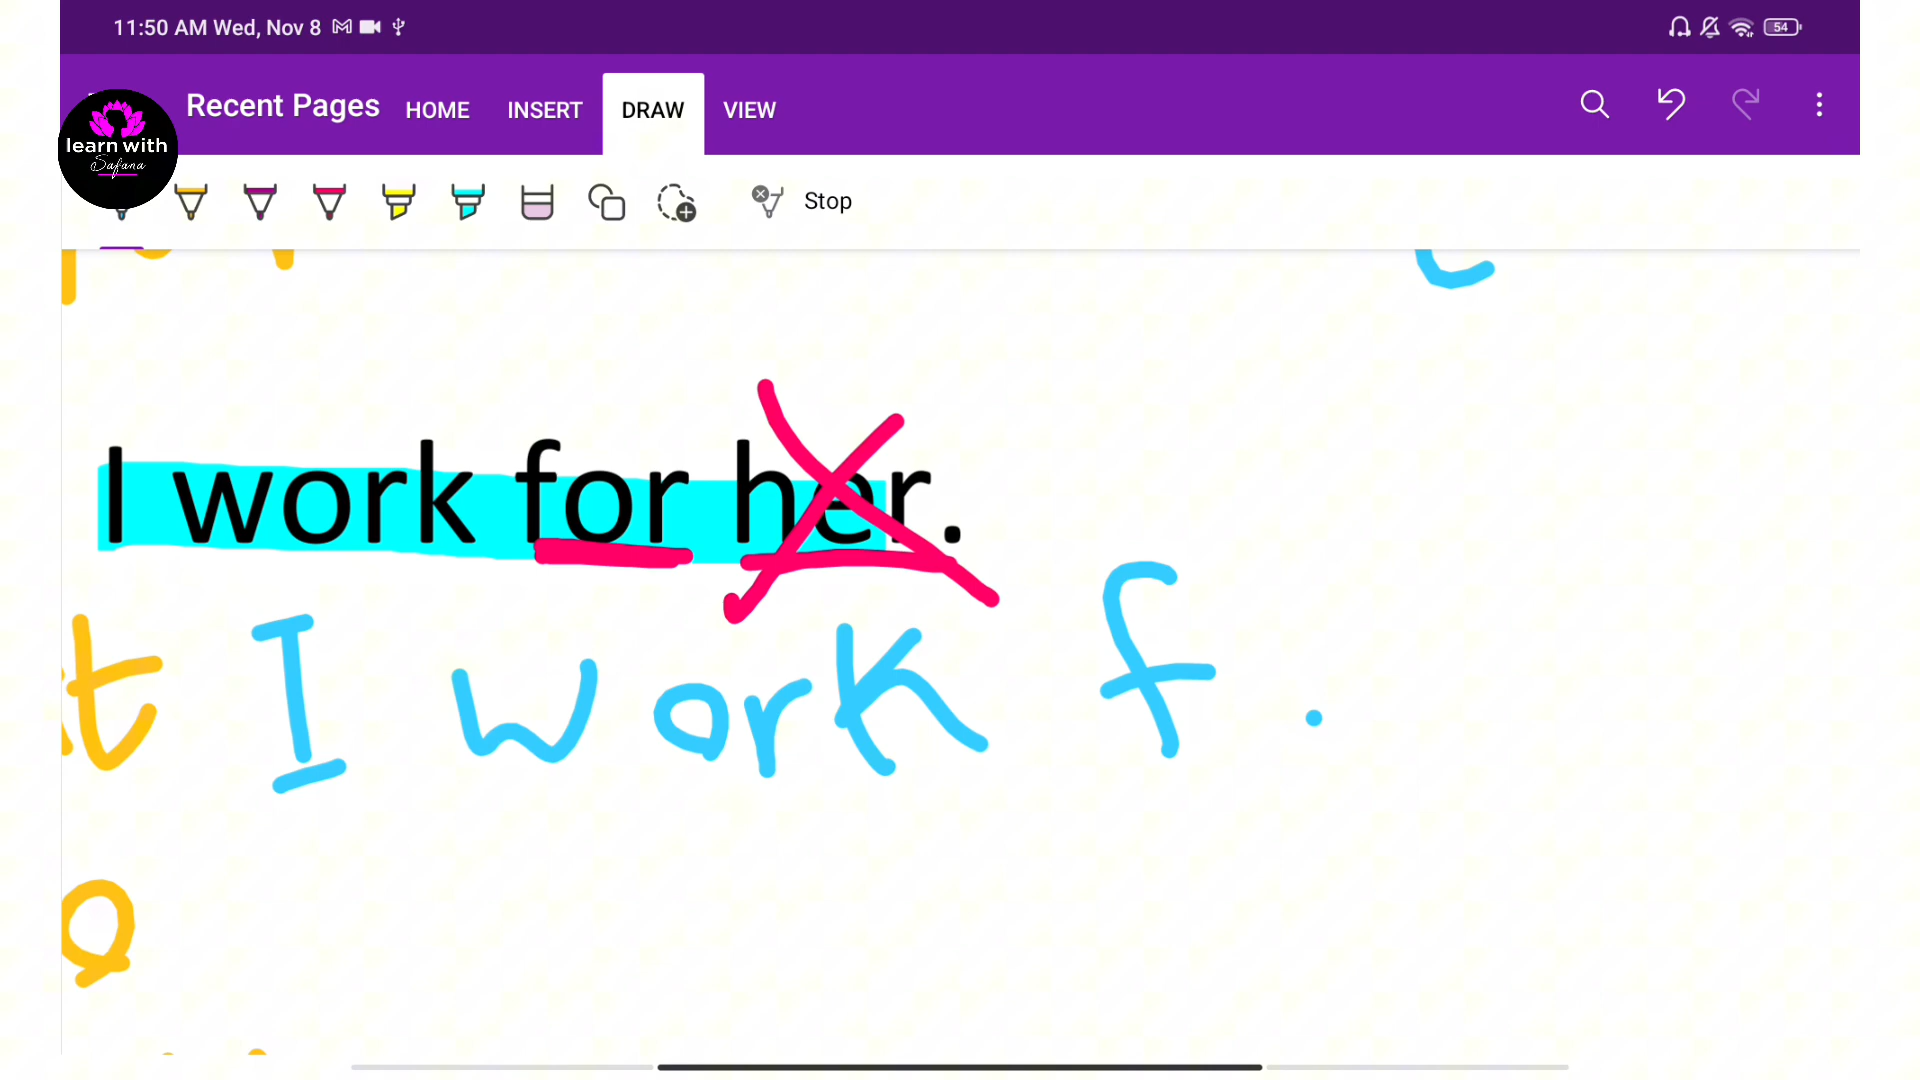 11:50 AM Wed, Nov 8
54
Recent Pages HOME INSERT DRAW VIEW
learn with
Safana
Stop
I work for her.
t I work f.